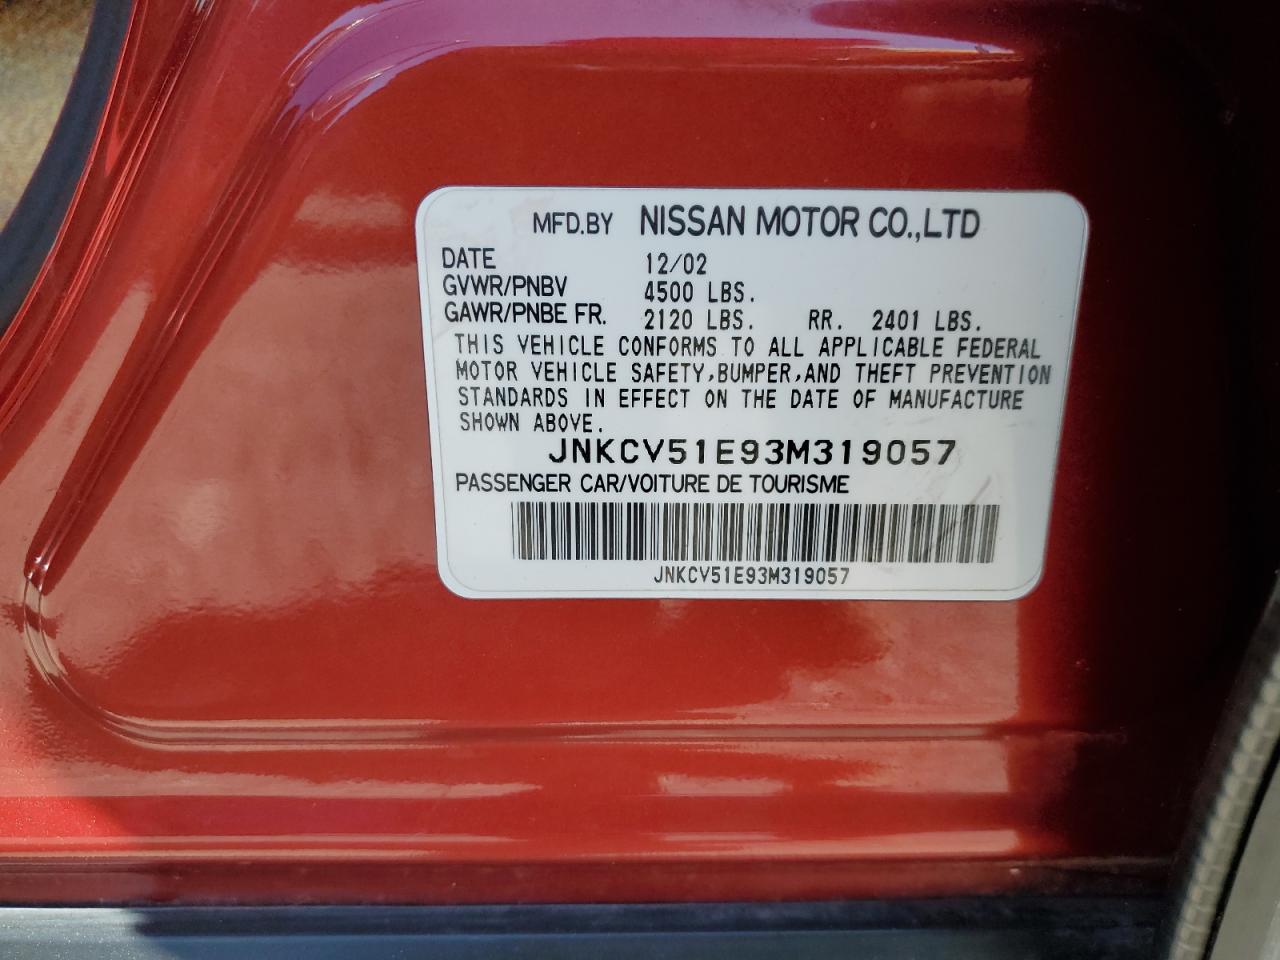 MFD.BY NISSAN MOTOR CO.,LTD
DATE 12/02
GVWR/PNBV 4500 LBS.
GAWR/PNBE FR. 2120 LBS. RR. 2401 LBS.
THIS VEHICLE CONFORMS TO ALL APPLICABLE FEDERAL
MOTOR VEHICLE SAFETY,BUMPER,AND THEFT PREVENTION
STANDARDS IN EFFECT ON THE DATE OF MANUFACTURE
SHOWN ABOVE.
JNKCV51E93M319057
PASSENGER CAR/VOITURE DE TOURISME
JNKCV51E93M319057